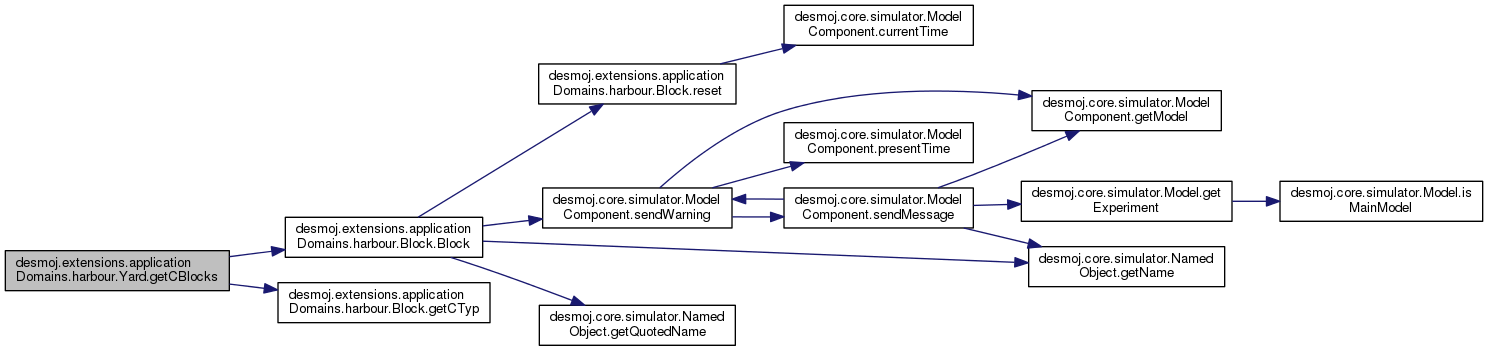 desmoj.extensions.application
Domains.harbour.Yard.getCBlocks
desmoj.extensions.application
Domains.harbour.Block.Block
desmoj.extensions.application
Domains.harbour.Block.getCTyp
desmoj.extensions.application
Domains.harbour.Block.reset
desmoj.core.simulator.Model
Component.sendWarning
desmoj.core.simulator.Named
Object.getQuotedName
desmoj.core.simulator.Model
Component.currentTime
desmoj.core.simulator.Model
Component.presentTime
desmoj.core.simulator.Model
Component.sendMessage
desmoj.core.simulator.Model
Component.getModel
desmoj.core.simulator.Model.get
Experiment
desmoj.core.simulator.Named
Object.getName
desmoj.core.simulator.Model.is
MainModel